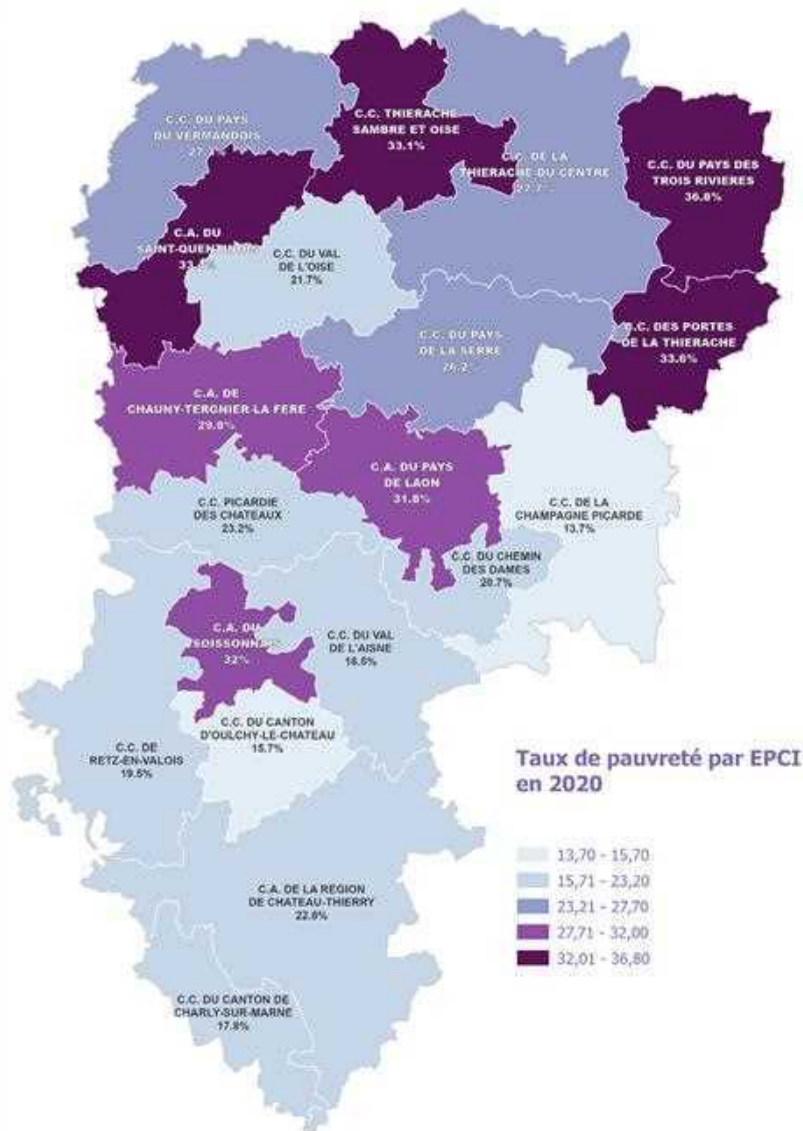 C.C. DU PAYS
DU VERMANDOIS
C.C. THIERACHE
SAMBRE ET OISE
33.1%
C.C. DE LA
THIERACHE DU CENTRE
27.7%
C.C. DU PAYS DES
TROIS RIVIERES
36.8%
C.A. DU
SAINT-QUENTINOIS
C.C. DU VAL
DE L'OISE
21.7%
C.C. DU PAYS
DE LA SERRE
C.C. DES PORTES
DE LA THIERACHE
33.6%
C.A. DE
CHAUNY-TERGNIER-LA FERE
29.8%
C.A. DU PAYS
DE LAON
31.8%
C.C. PICARDIE
DES CHATEAUX
23.2%
C.C. DE LA
CHAMPAGNE PICARDE
13.7%
C.C. DU CHEMIN
DES DAMES
20.7%
C.A. DU
SOISSONNAIS
32%
C.C. DU VAL
DE L'AISNE
C.C. DU CANTON
D'OULCHY-LE-CHATEAU
15.7%
C.C. DE
RETZ-EN-VALOIS
19.5%
C.A. DE LA REGION
DE CHATEAU-THIERRY
22.6%
C.C. DU CANTON DE
CHARLY-SUR-MARNE
17.8%
Taux de pauvreté par EPCI
en 2020
13,70 - 15,70
15,71 - 23,20
23,21 - 27,70
27,71 - 32,00
32,01 - 36,80